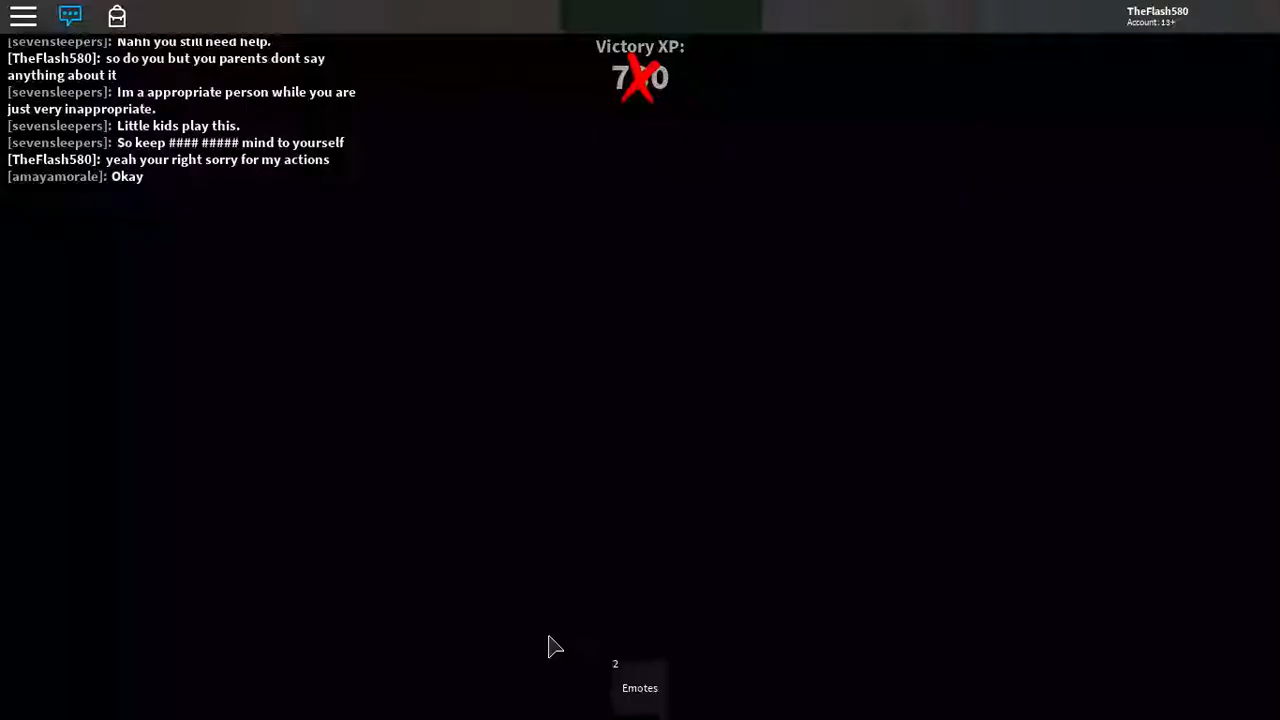 TheFlash580
Account: 13+
[sevensleepers]: Nahh you still need help.
[TheFlash580]: so do you but you parents dont say
anything about it
[sevensleepers]: Im a appropriate person while you are
just very inappropriate.
[sevensleepers]: Little kids play this.
[sevensleepers]: So keep #### ##### mind to yourself
[TheFlash580]: yeah your right sorry for my actions
[amayamorale]: Okay
Victory XP:
2
Emotes